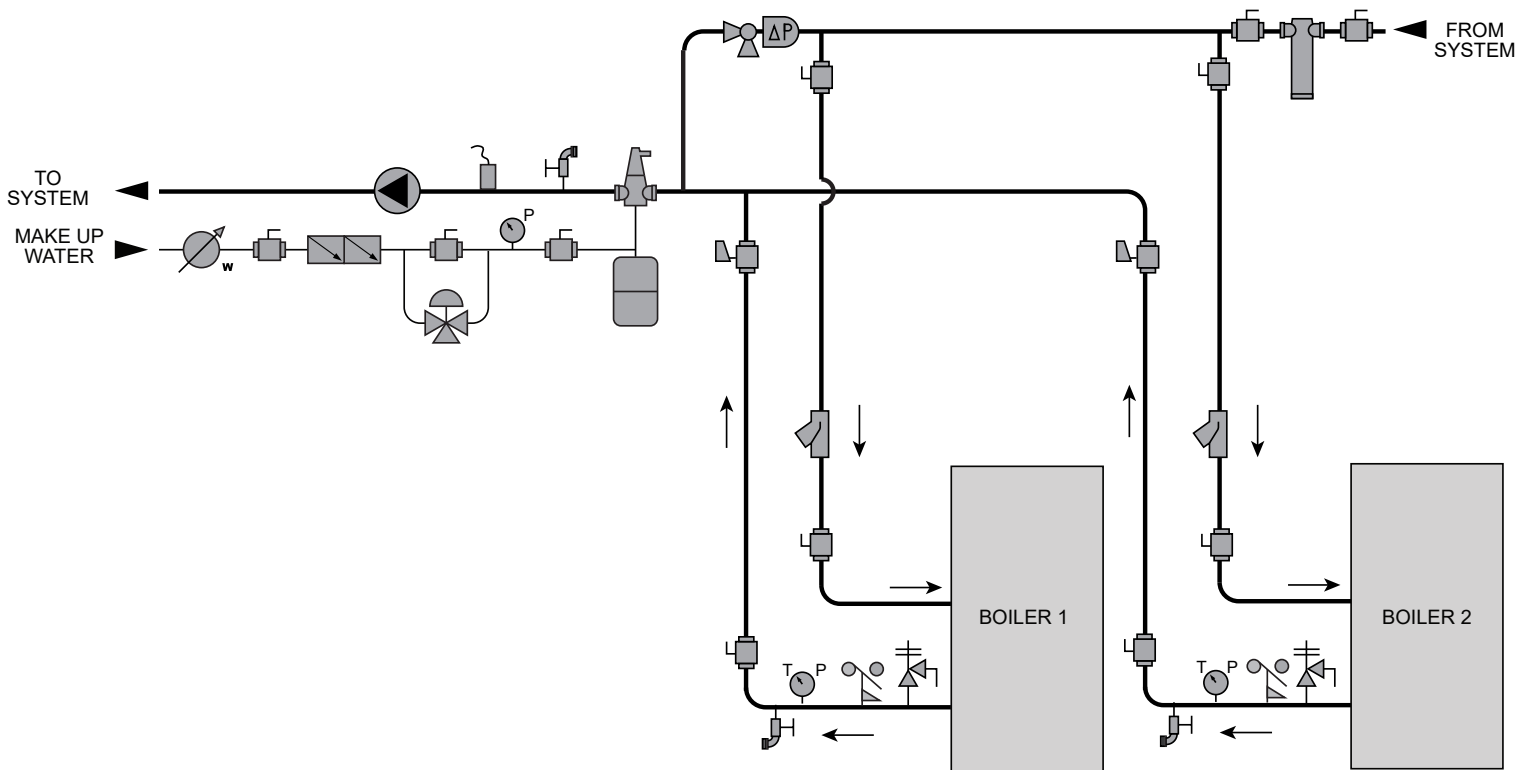 ΔP
FROM
SYSTEM
TO
SYSTEM
MAKE UP
WATER
P
w
BOILER 1
BOILER 2
T P
T P